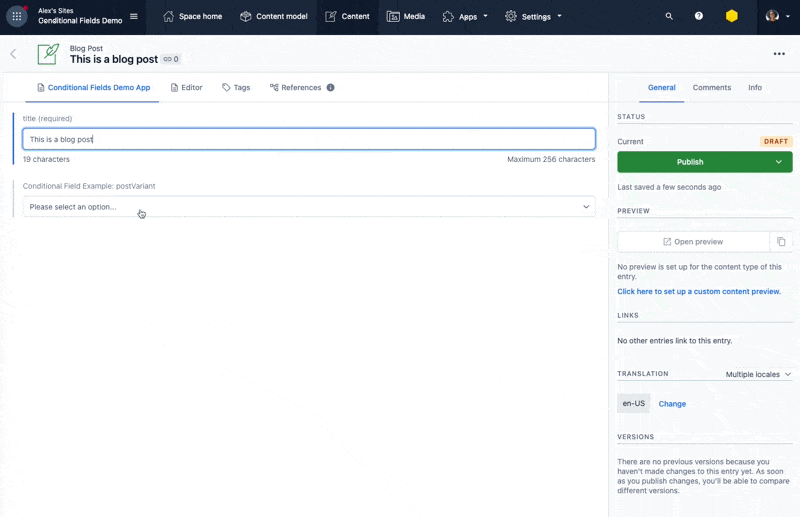 Alex's Sites
Genditional Fields Demo
Space home
Content model
Content
Media
Apps
Settings
Blog Post
This is a blog post
0
Conditional Fields Demo App
Editor
Tags
References
General
Comments
Info
title (required)
This is a blog post
19 characters
Maximum 256 characters
Conditional Field Example: postVariant
Please select an option...
STATUS
Current
DRAFT
Publish
Last saved a few seconds ago
PREVIEW
Open preview
No preview is set up for the content type of this
entry.
Click here to set up a custom content preview.
LINKS
No other entries link to this entry.
TRANSLATION
Multiple locales
en-US
Change
VERSIONS
There are no previous versions because you
haven't made changes to this entry yet. As soon
as you publish changes, you'll be able to compare
different versions.